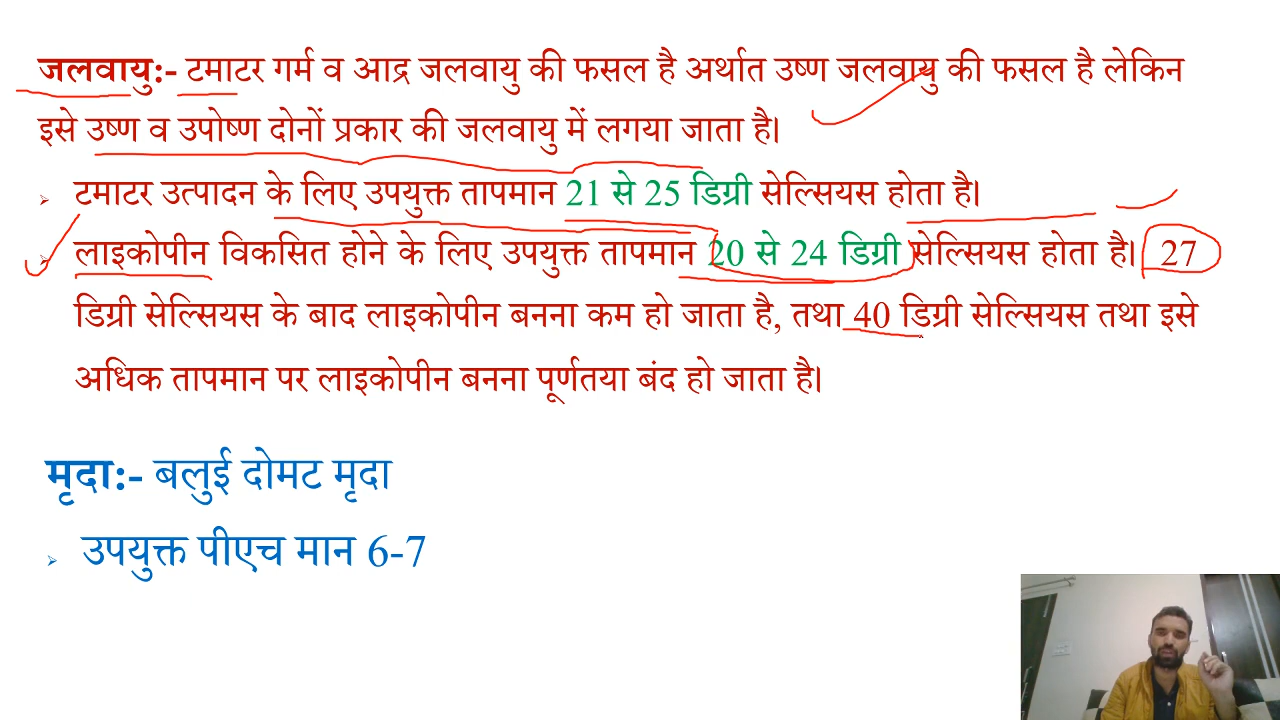 जलवायु:- टमाटर गर्म व आद्र जलवायु की फसल है अर्थात उष्ण जलवायु की फसल है लेकिन
इसे उष्ण व उपोष्ण दोनों प्रकार की जलवायु में लगया जाता है।
➢ टमाटर उत्पादन के लिए उपयुक्त तापमान 21 से 25 डिग्री सेल्सियस होता है।
➢ लाइकोपीन विकसित होने के लिए उपयुक्त तापमान 20 से 24 डिग्री सेल्सियस होता है। 27
डिग्री सेल्सियस के बाद लाइकोपीन बनना कम हो जाता है, तथा 40 डिग्री सेल्सियस तथा इसे
अधिक तापमान पर लाइकोपीन बनना पूर्णतया बंद हो जाता है।
मृदा:- बलुई दोमट मृदा
➢ उपयुक्त पीएच मान 6-7